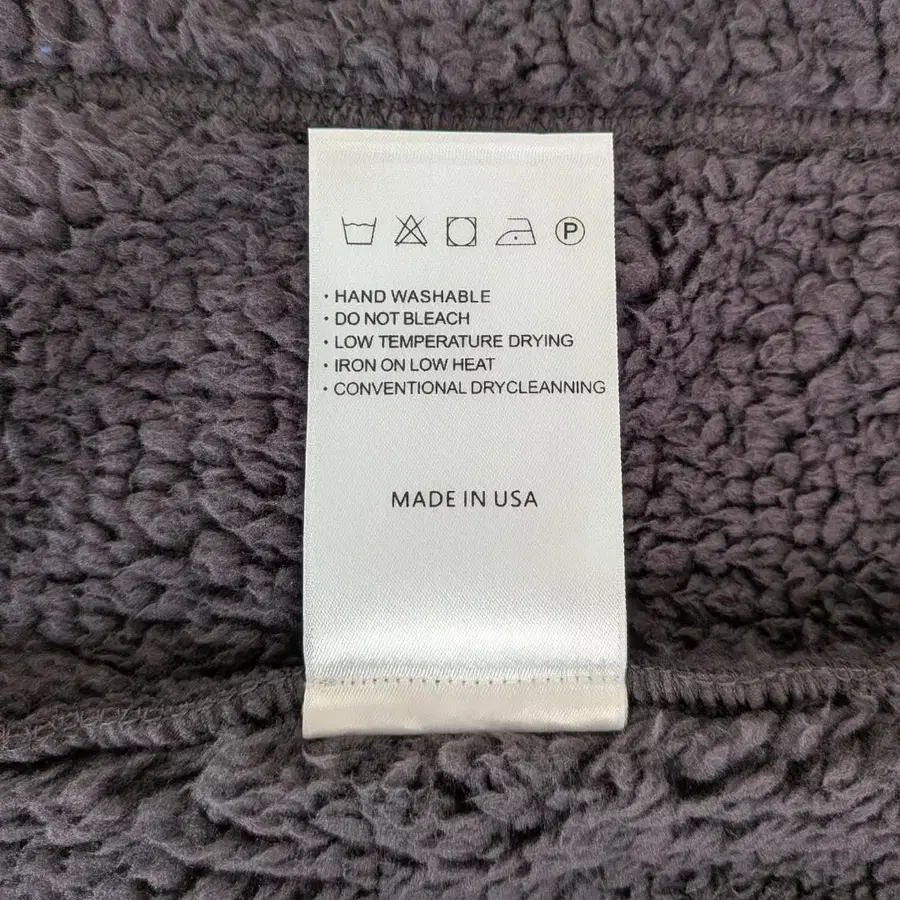 P
· HAND WASHABLE
· DO NOT BLEACH
· LOW TEMPERATURE DRYING
· IRON ON LOW HEAT
· CONVENTIONAL DRYCLEANNING
MADE IN USA